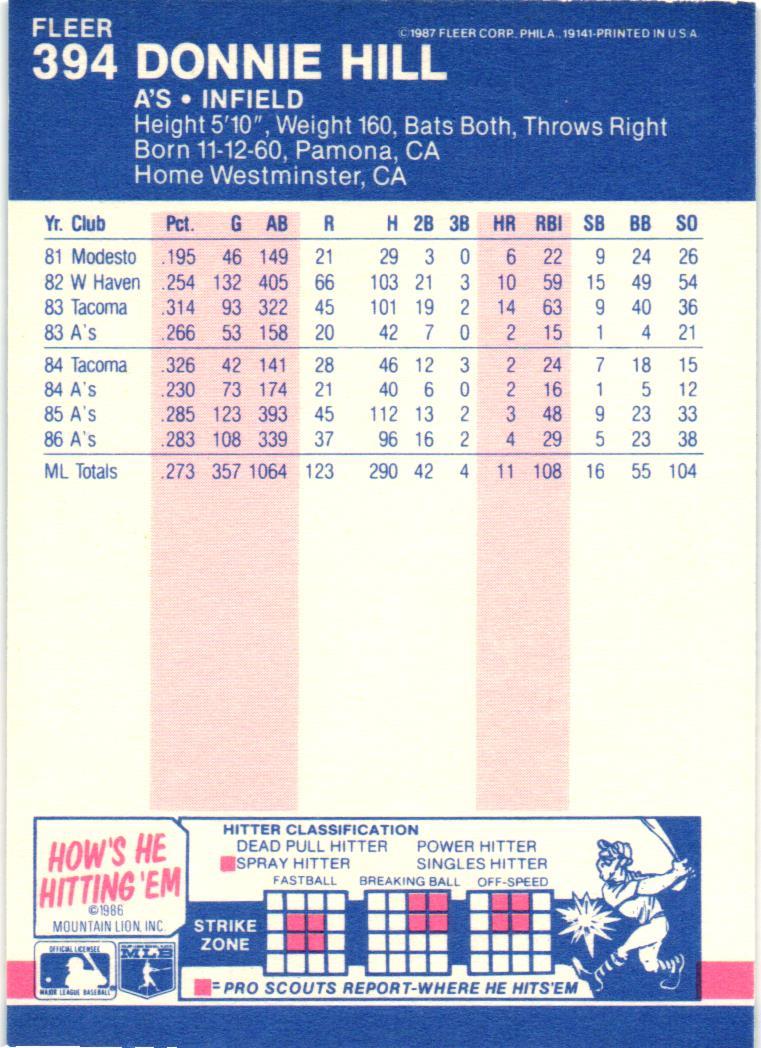 FLEER
©1987 FLEER CORP., PHILA., 19141-PRINTED IN U.S.A.
394 DONNIE HILL
A'S • INFIELD
Height 5'10", Weight 160, Bats Both, Throws Right
Born 11-12-60, Pamona, CA
Home Westminster, CA
Yr. Club Pct. G AB R H 2B 3B HR RBI SB BB SO
81 Modesto .195 46 149 21 29 3 0 6 22 9 24 26
82 W Haven .254 132 405 66 103 21 3 10 59 15 49 54
83 Tacoma .314 93 322 45 101 19 2 14 63 9 40 36
83 A's .266 53 158 20 42 7 0 2 15 1 4 21
84 Tacoma .326 42 141 28 46 12 3 2 24 7 18 15
84 A's .230 73 174 21 40 6 0 2 16 1 5 12
85 A's .285 123 393 45 112 13 2 3 48 9 23 33
86 A's .283 108 339 37 96 16 2 4 29 5 23 38
ML Totals .273 357 1064 123 290 42 4 11 108 16 55 104
HOW'S HE
HITTING 'EM
©1986
MOUNTAIN LION, INC.
HITTER CLASSIFICATION
DEAD PULL HITTER POWER HITTER
SPRAY HITTER SINGLES HITTER
FASTBALL BREAKING BALL OFF-SPEED
STRIKE
ZONE
OFFICIAL LICENSEE
MAJOR LEAGUE BASEBALL
MLB
= PRO SCOUTS REPORT-WHERE HE HITS'EM